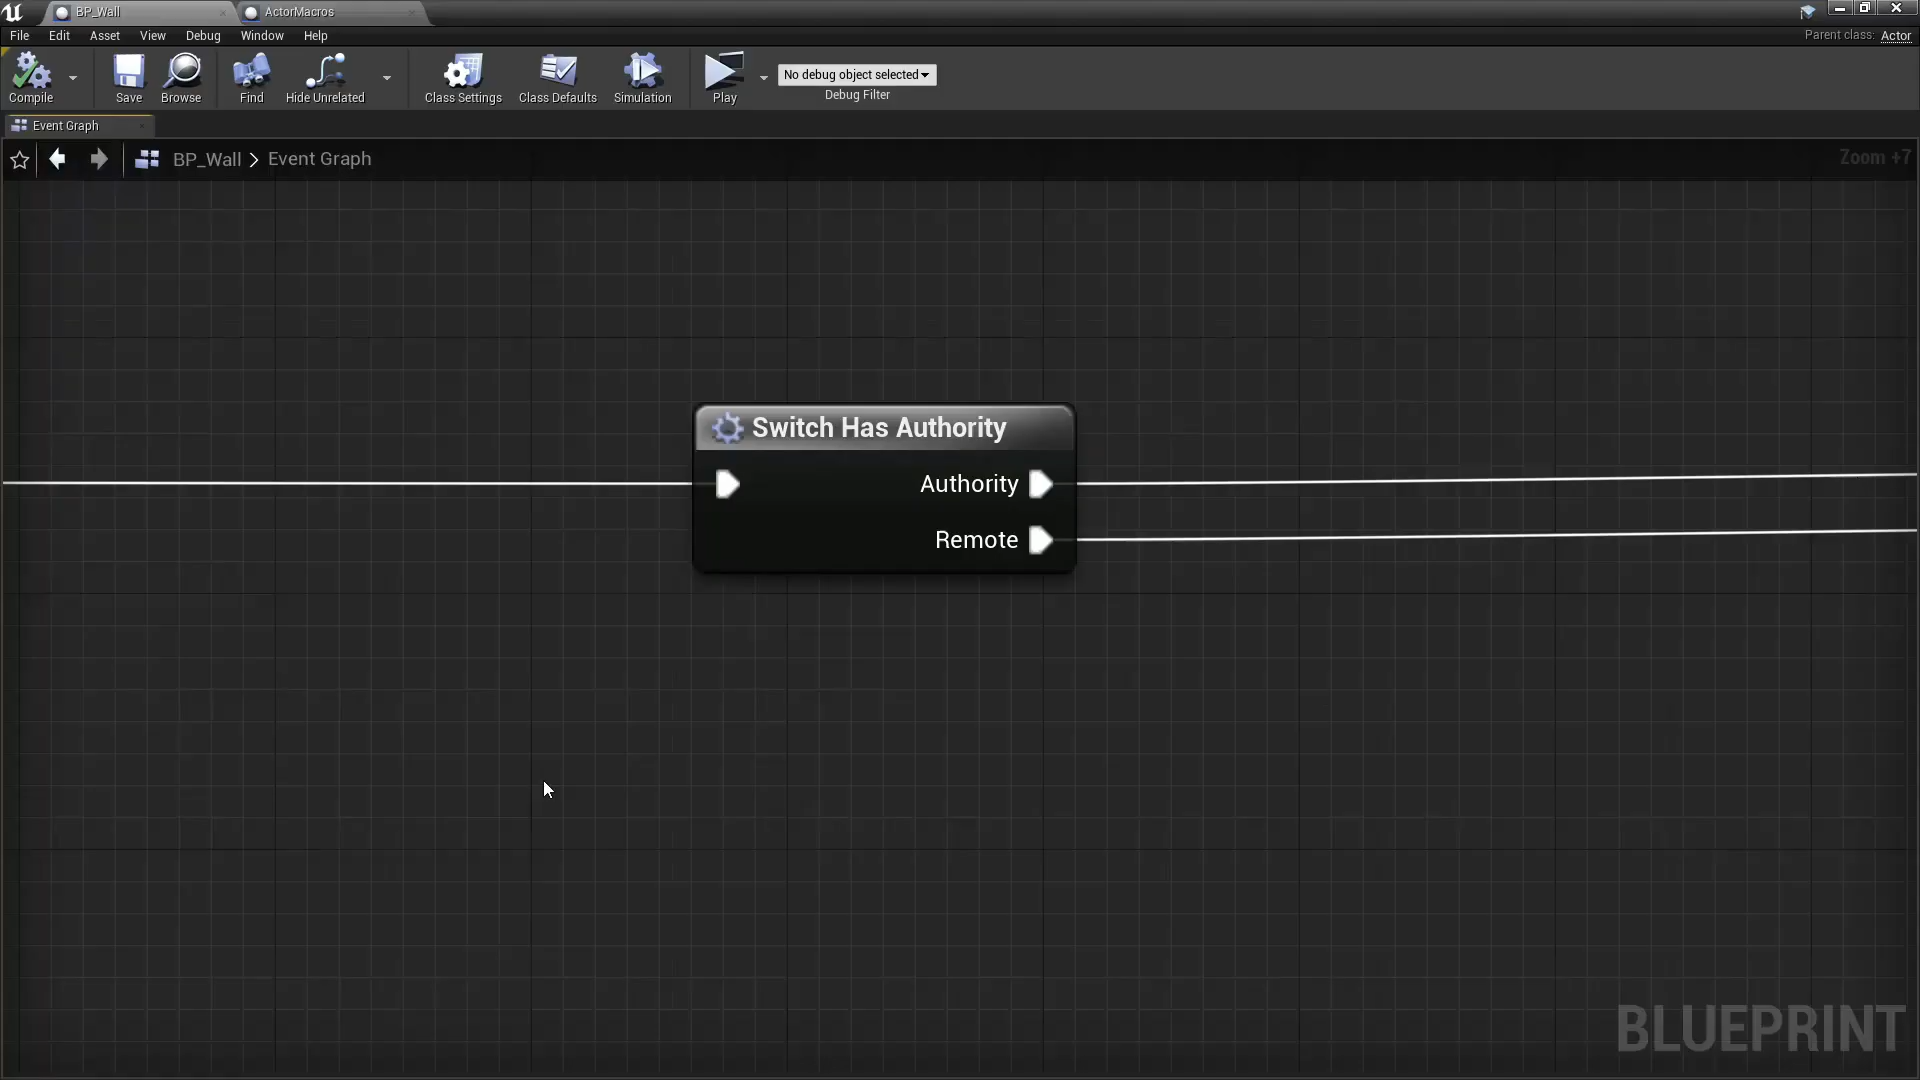 BP_Wall
ActorMacros
File Edit Asset View Debug Window Help
Parent class: Actor
Compile
Save
Browse
Find
Hide Unrelated
Class Settings
Class Defaults
Simulation
Play
No debug object selected
Debug Filter
Event Graph
BP_Wall > Event Graph
Zoom +7
Switch Has Authority
Authority
Remote
BLUEPRINT